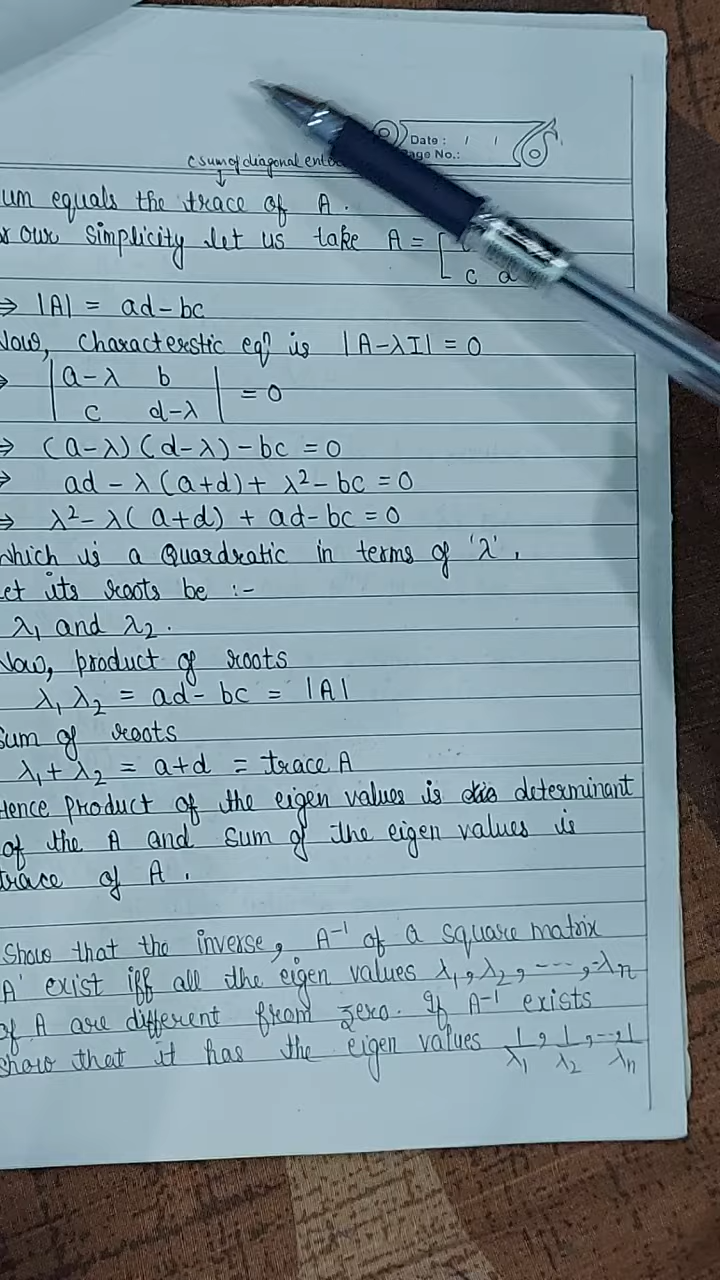 Date : / /
age No.:
(sum of diagonal ent
um equals the trace of A.
r our simplicity let us take A = [
c d
⇒ |A| = ad-bc
Now, characterstic eqⁿ is |A-λI| = 0
| a-λ b |
| c d-λ | = 0
⇒ (a-λ)(d-λ)-bc = 0
⇒ ad - λ(a+d) + λ²- bc = 0
⇒ λ²- λ(a+d) + ad-bc = 0
which is a Quardratic in terms of 'λ',
et its roots be :-
λ₁ and λ₂.
Now, product of roots
λ₁ λ₂ = ad- bc = |A|
Sum of roots
λ₁+ λ₂ = a+d = trace A
Hence product of the eigen values is determinant
of the A and sum of the eigen values is
trace of A.
Show that the inverse, A⁻¹ of a square matrix
'A' exist iff all the eigen values λ₁, λ₂, ---, λn
of A are different from zero. If A⁻¹ exists
show that it has the eigen values 1/λ₁, 1/λ₂, --, 1/λn